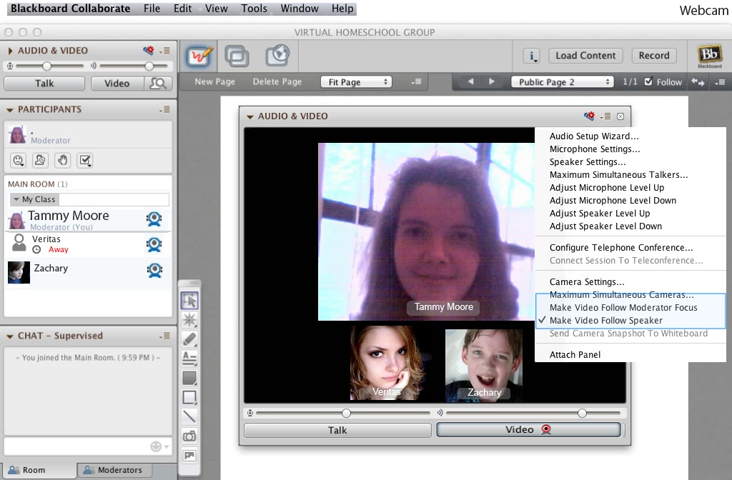 Blackboard Collaborate File Edit View Tools Window Help
Webcam
VIRTUAL HOMESCHOOL GROUP
AUDIO & VIDEO
Talk Video
PARTICIPANTS
-
Moderator
MAIN ROOM (1)
My Class
Tammy Moore
Moderator (You)
Veritas
Away
Zachary
CHAT – Supervised
– You joined the Main Room. ( 9:59 PM ) –
Room Moderators
i Load Content Record
Bb
Blackboard
New Page Delete Page Fit Page Public Page 2 1/1 Follow
AUDIO & VIDEO
Tammy Moore
Veritas Zachary
Talk Video
Audio Setup Wizard...
Microphone Settings...
Speaker Settings...
Maximum Simultaneous Talkers...
Adjust Microphone Level Up
Adjust Microphone Level Down
Adjust Speaker Level Up
Adjust Speaker Level Down
Configure Telephone Conference...
Connect Session To Teleconference...
Camera Settings...
Maximum Simultaneous Cameras...
Make Video Follow Moderator Focus
Make Video Follow Speaker
Send Camera Snapshot To Whiteboard
Attach Panel